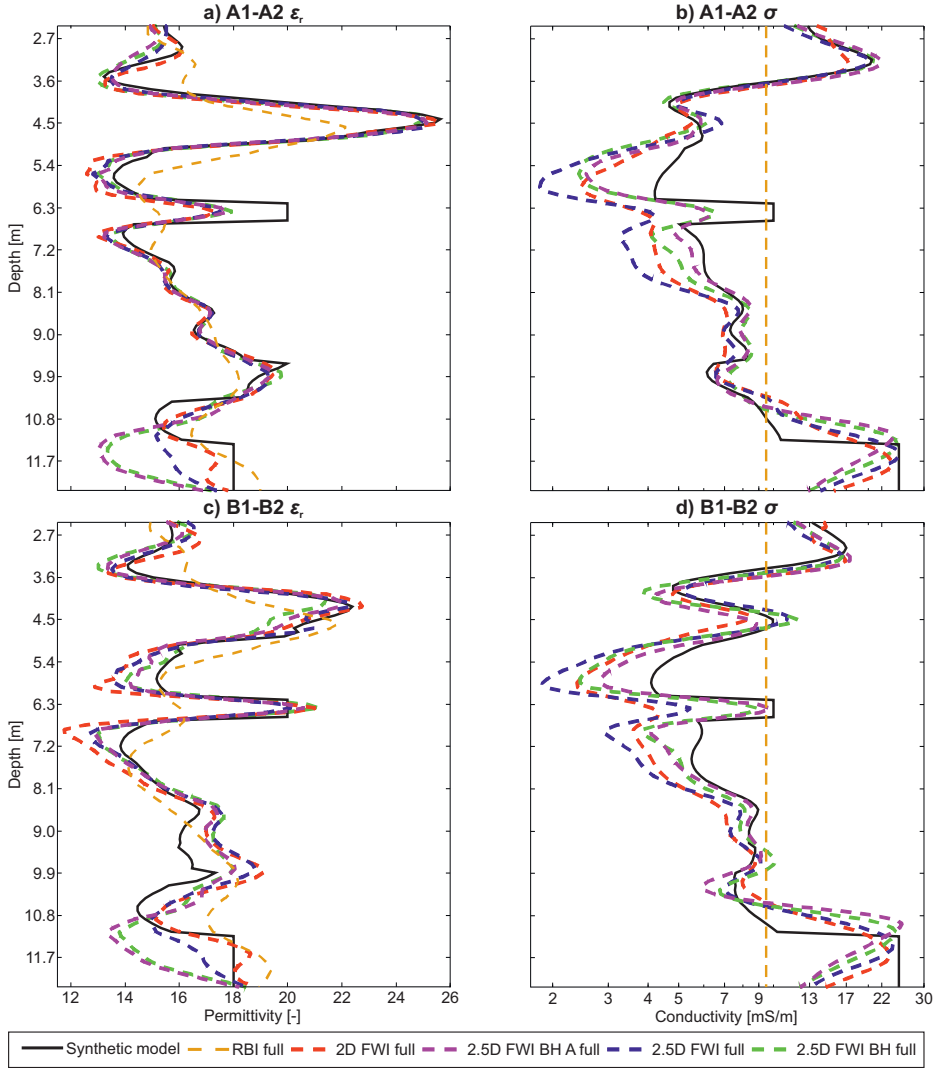 a) A1-A2 εr
b) A1-A2 σ
2.7
3.6
4.5
5.4
6.3
7.2
8.1
9.0
9.9
10.8
11.7
Depth [m]
c) B1-B2 εr
d) B1-B2 σ
2.7
3.6
4.5
5.4
6.3
7.2
8.1
9.0
9.9
10.8
11.7
Depth [m]
12 14 16 18 20 22 24 26
Permittivity [-]
2 3 4 5 6 7 9 13 17 22 30
Conductivity [mS/m]
Synthetic model RBI full 2D FWI full 2.5D FWI BH A full 2.5D FWI full 2.5D FWI BH full